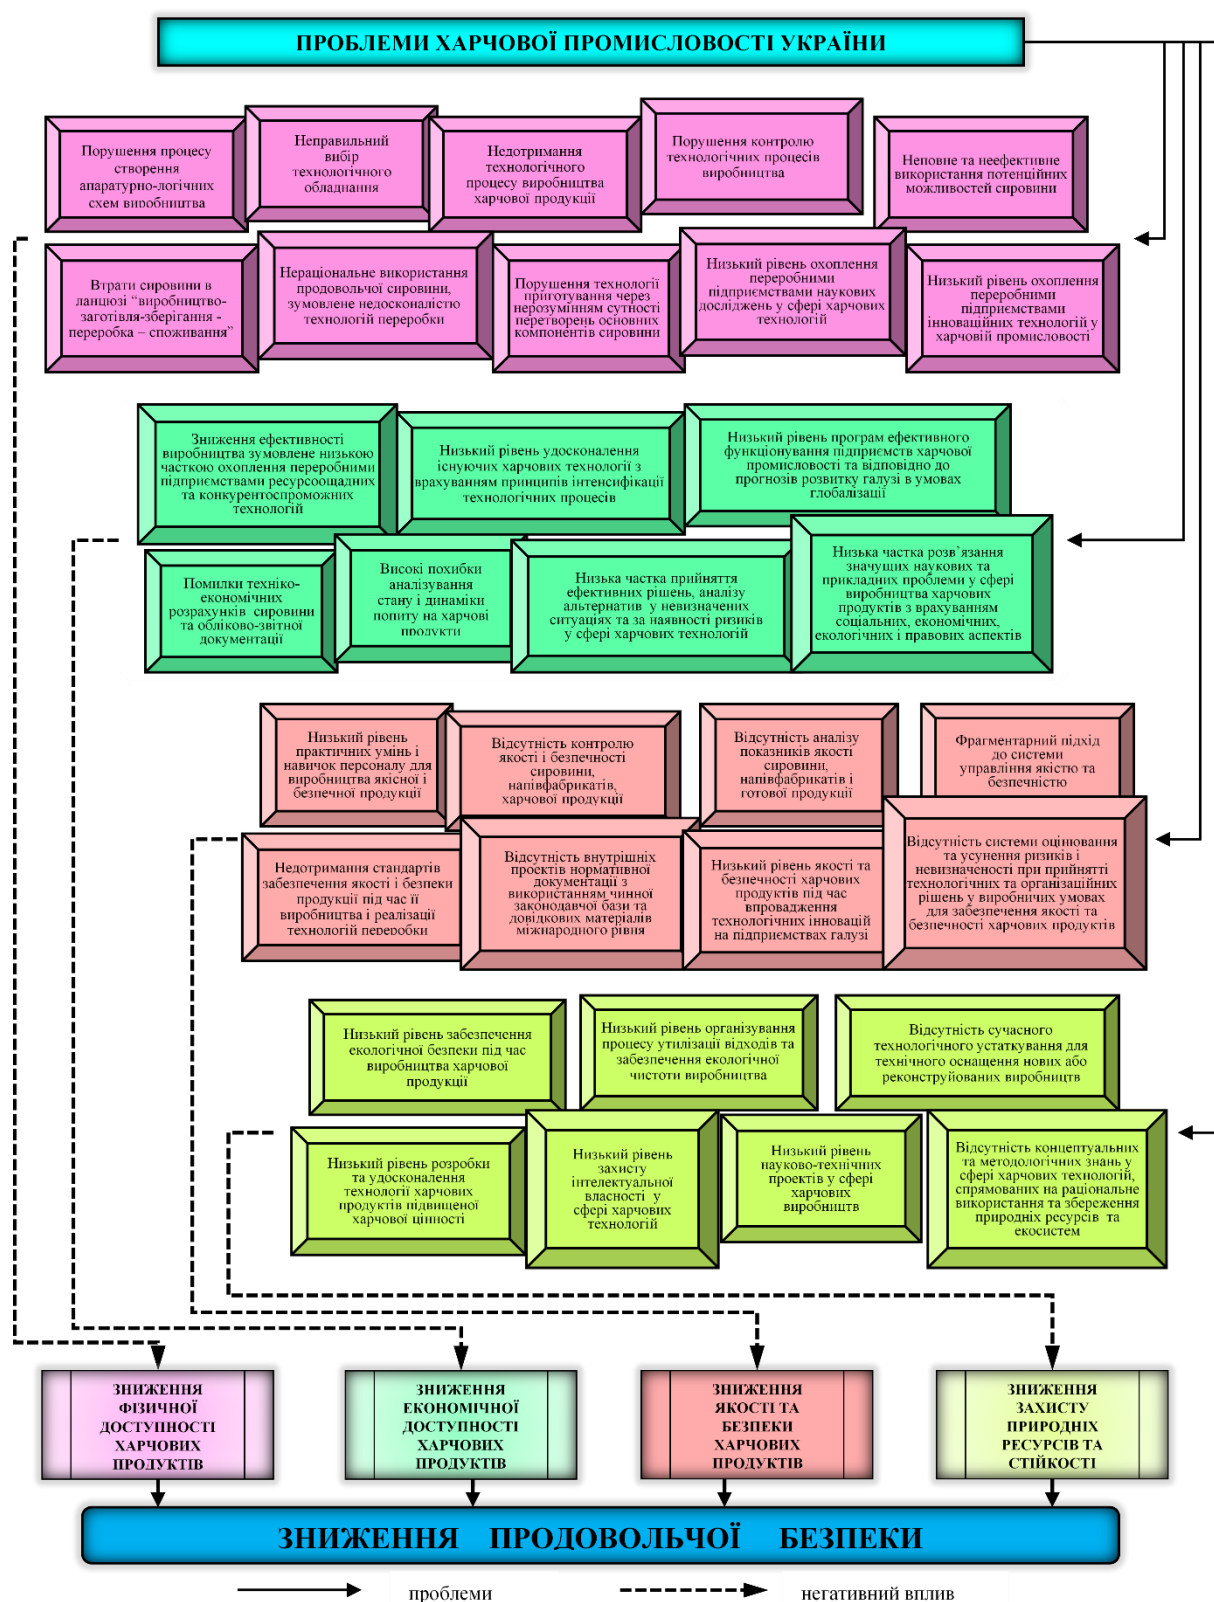 ПРОБЛЕМИ ХАРЧОВОЇ ПРОМИСЛОВОСТІ УКРАЇНИ
Порушення процесу
створення
апаратурно-логічних
схем виробництва
Неправильний
вибір
технологічного
обладнання
Недотримання
технологічного
процесу виробництва
харчової продукції
Порушення контролю
технологічних процесів
виробництва
Неповне та неефективне
використання потенційних
можливостей сировини
Втрати сировини в
ланцюзі “виробництво-
заготівля-зберігання -
переробка – споживання”
Нераціональне використання
продовольчої сировини,
зумовлене недосконалістю
технологій переробки
Порушення технології
приготування через
нерозумінням сутності
перетворень основних
компонентів сировини
Низький рівень охоплення
переробними
підприємствами наукових
досліджень у сфері харчових
технологій
Низький рівень охоплення
переробними
підприємствами
інноваційних технологій у
харчовій промисловості
Зниження ефективності
виробництва зумовлене низькою
часткою охоплення переробними
підприємствами ресурсоощадних
та конкурентоспроможних
технологій
Низький рівень удосконалення
існуючих харчових технології з
врахуванням принципів інтенсифікації
технологічних процесів
Низький рівень програм ефективного
функціонування підприємств харчової
промисловості та відповідно до
прогнозів розвитку галузі в умовах
глобалізації
Помилки техніко-
економічних
розрахунків сировини
та обліково-звітної
документації
Високі похибки
аналізування
стану і динаміки
попиту на харчові
продукти
Низька частка прийняття
ефективних рішень, аналізу
альтернатив у невизначених
ситуаціях та за наявності ризиків
у сфері харчових технологій
Низька частка розв’язання
значущих наукових та
прикладних проблеми у сфері
виробництва харчових
продуктів з врахуванням
соціальних, економічних,
екологічних і правових аспектів
Низький рівень
практичних умінь і
навичок персоналу для
виробництва якісної і
безпечної продукції
Відсутність контролю
якості і безпечності
сировини,
напівфабрикатів,
харчової продукції
Відсутність аналізу
показників якості
сировини,
напівфабрикатів і
готової продукції
Фрагментарний підхід
до системи
управління якістю та
безпечністю
Недотримання стандартів
забезпечення якості і безпеки
продукції під час її
виробництва і реалізації
технологій переробки
Відсутність внутрішніх
проектів нормативної
документації з
використанням чинної
законодавчої бази та
довідкових матеріалів
міжнародного рівня
Низький рівень якості та
безпечності харчових
продуктів під час
впровадження
технологічних інновацій
на підприємствах галузі
Відсутність системи оцінювання
та усунення ризиків і
невизначеності при прийнятті
технологічних та організаційних
рішень у виробничих умовах
для забезпечення якості та
безпечності харчових продуктів
Низький рівень забезпечення
екологічної безпеки під час
виробництва харчової
продукції
Низький рівень організування
процесу утилізації відходів та
забезпечення екологічної
чистоти виробництва
Відсутність сучасного
технологічного устаткування для
технічного оснащення нових або
реконструйованих виробництв
Низький рівень розробки
та удосконалення
технології харчових
продуктів підвищеної
харчової цінності
Низький рівень
захисту
інтелектуальної
власності у
сфері харчових
технологій
Низький рівень
науково-технічних
проектів у сфері
харчових
виробництв
Відсутність концептуальних
та методологічних знань у
сфері харчових технологій,
спрямованих на раціональне
використання та збереження
природніх ресурсів та
екосистем
ЗНИЖЕННЯ
ФІЗИЧНОЇ
ДОСТУПНОСТІ
ХАРЧОВИХ
ПРОДУКТІВ
ЗНИЖЕННЯ
ЕКОНОМІЧНОЇ
ДОСТУПНОСТІ
ХАРЧОВИХ
ПРОДУКТІВ
ЗНИЖЕННЯ
ЯКОСТІ ТА
БЕЗПЕКИ
ХАРЧОВИХ
ПРОДУКТІВ
ЗНИЖЕННЯ
ЗАХИСТУ
ПРИРОДНІХ
РЕСУРСІВ ТА
СТІЙКОСТІ
ЗНИЖЕННЯ ПРОДОВОЛЬЧОЇ БЕЗПЕКИ
проблеми
негативний вплив